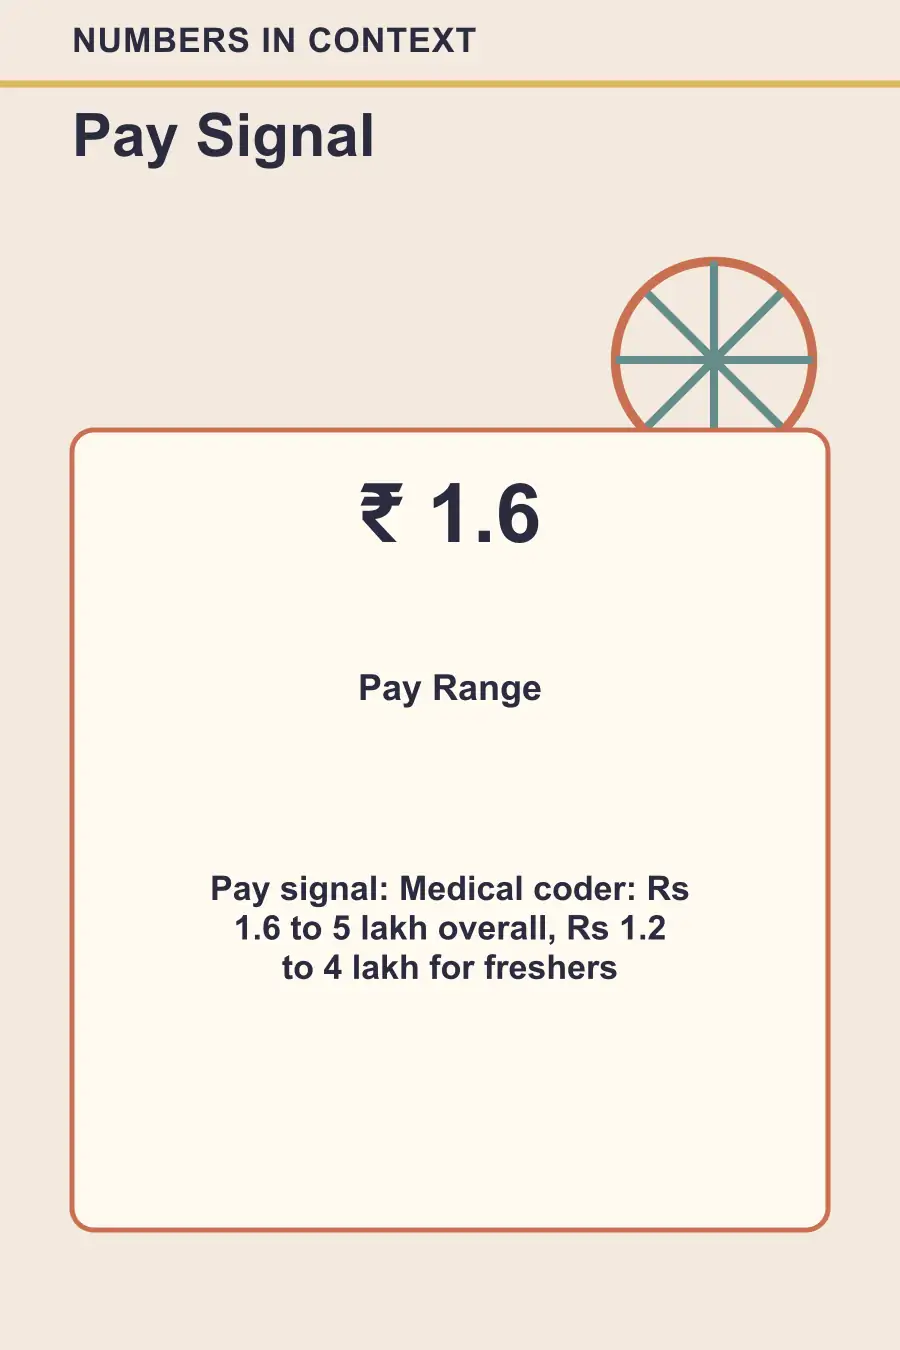 NUMBERS IN CONTEXT
Pay Signal
₹ 1.6
Pay Range
Pay signal: Medical coder: Rs
1.6 to 5 lakh overall, Rs 1.2
to 4 lakh for freshers